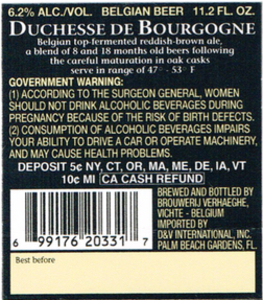 6.2% ALC./VOL. BELGIAN BEER 11.2 FL. OZ.
DUCHESSE DE BOURGOGNE
Belgian top-fermented reddish-brown ale,
a blend of 8 and 18 months old beers following
the careful maturation in oak casks
serve in range of 47° - 53° F
GOVERNMENT WARNING:
(1) ACCORDING TO THE SURGEON GENERAL, WOMEN
SHOULD NOT DRINK ALCOHOLIC BEVERAGES DURING
PREGNANCY BECAUSE OF THE RISK OF BIRTH DEFECTS.
(2) CONSUMPTION OF ALCOHOLIC BEVERAGES IMPAIRS
YOUR ABILITY TO DRIVE A CAR OR OPERATE MACHINERY,
AND MAY CAUSE HEALTH PROBLEMS.
DEPOSIT 5¢ NY, CT, OR, MA, ME, DE, IA, VT
10¢ MI CA CASH REFUND
BREWED AND BOTTLED BY
BROUWERIJ VERHAEGHE,
VICHTE - BELGIUM
IMPORTED BY
D&V INTERNATIONAL, INC.
PALM BEACH GARDENS, FL.
6 99176 20331 7
Best before